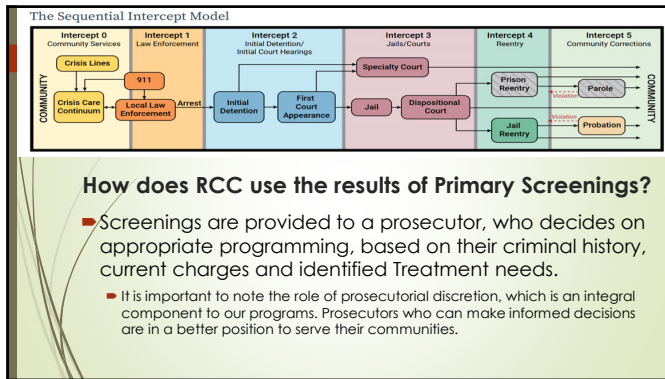 The Sequential Intercept Model
Intercept 0
Community Services
Intercept 1
Law Enforcement
Intercept 2
Initial Detention/
Initial Court Hearings
Intercept 3
Jails/Courts
Intercept 4
Reentry
Intercept 5
Community Corrections
COMMUNITY
Crisis Lines
911
Crisis Care
Continuum
Local Law
Enforcement
Arrest
Initial
Detention
First
Court
Appearance
Specialty Court
Jail
Dispositional
Court
Prison
Reentry
Jail
Reentry
Violation
Parole
Violation
Probation
COMMUNITY
How does RCC use the results of Primary Screenings?
Screenings are provided to a prosecutor, who decides on
appropriate programming, based on their criminal history,
current charges and identified Treatment needs.
It is important to note the role of prosecutorial discretion, which is an integral
component to our programs. Prosecutors who can make informed decisions
are in a better position to serve their communities.